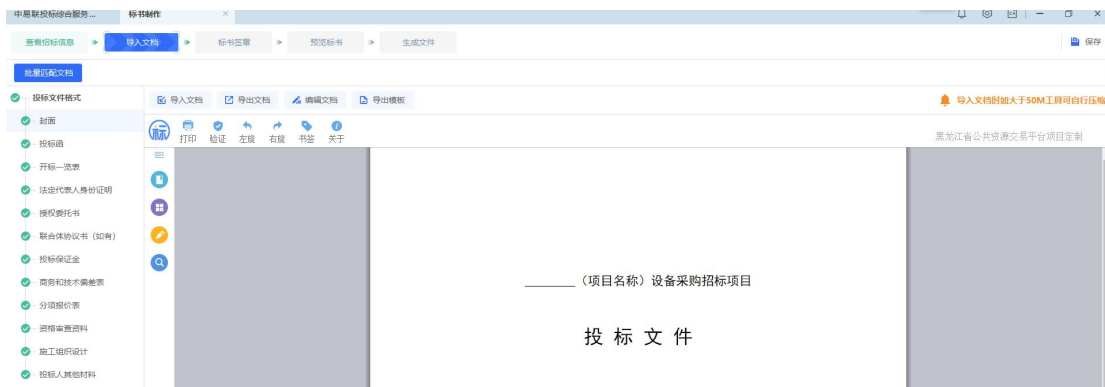 中易联投标综合服务... 标书制作 ×
查看招标信息 导入文档 标书签章 预览标书 生成文件 保存
批量匹配文档
投标文件格式
导入文档 导出文档 编辑文档 导出模板
导入文档时如大于50M工具可自行压缩
封面
标 打印 验证 左旋 右旋 书签 关于
黑龙江省公共资源交易平台项目定制
投标函
开标一览表
法定代表人身份证明
授权委托书
联合体协议书（如有）
投标保证金
商务和技术偏差表
分项报价表
资格审查资料
施工组织设计
投标人其他材料
______（项目名称）设备采购招标项目
投 标 文 件